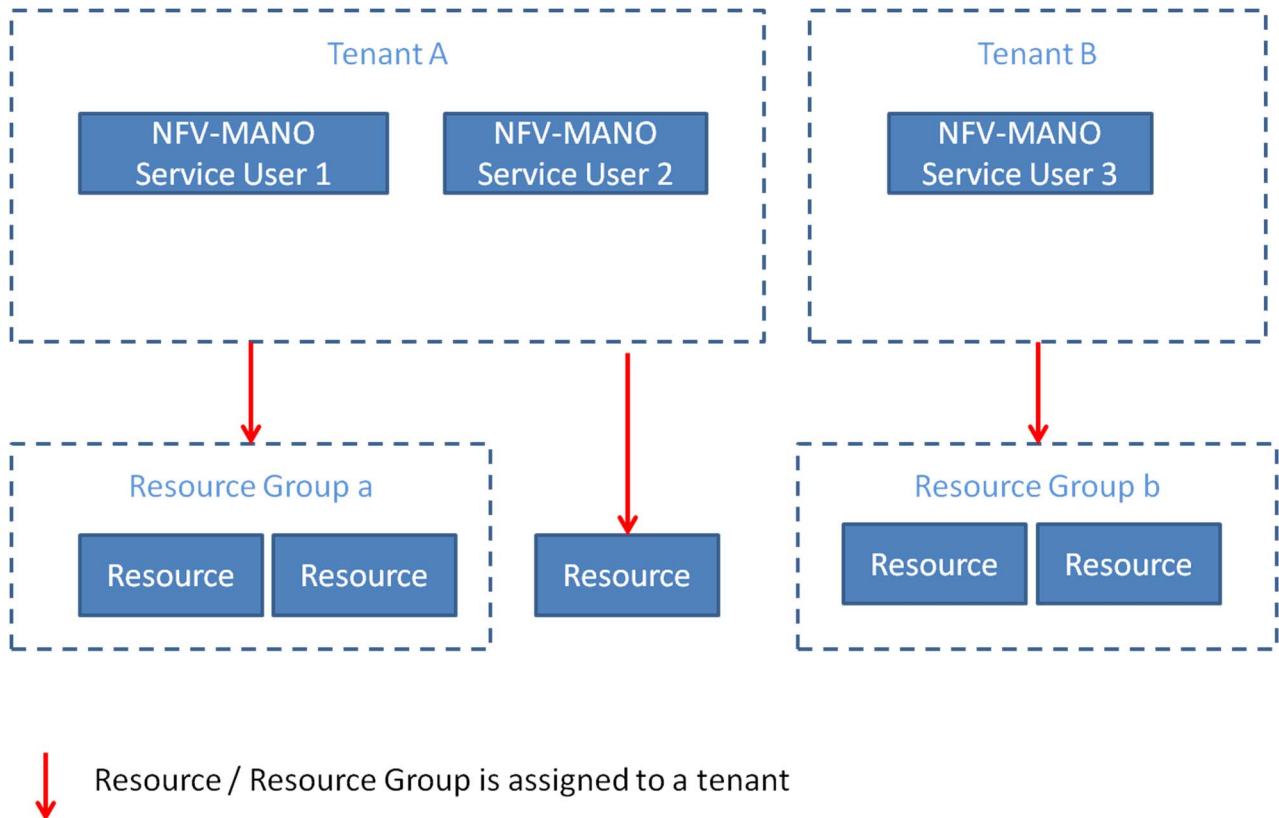 Tenant A
Tenant B
NFV-MANO
Service User 1
NFV-MANO
Service User 2
NFV-MANO
Service User 3
Resource Group a
Resource Group b
Resource
Resource
Resource
Resource
Resource
Resource / Resource Group is assigned to a tenant